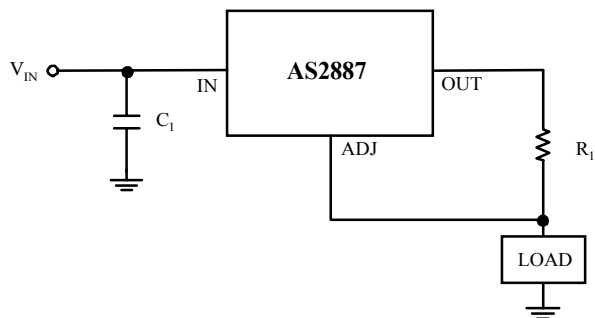 AS2887
V_IN
IN
OUT
C_1
ADJ
R_1
LOAD